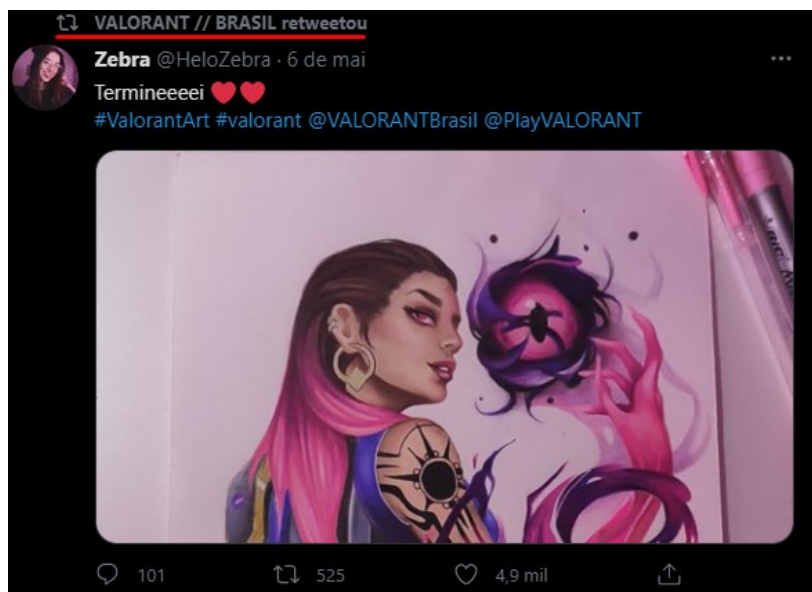 VALORANT // BRASIL retweetou
Zebra @HeloZebra · 6 de mai
Termineeeei ❤️❤️
#ValorantArt #valorant @VALORANTBrasil @PlayVALORANT
101 525 4,9 mil